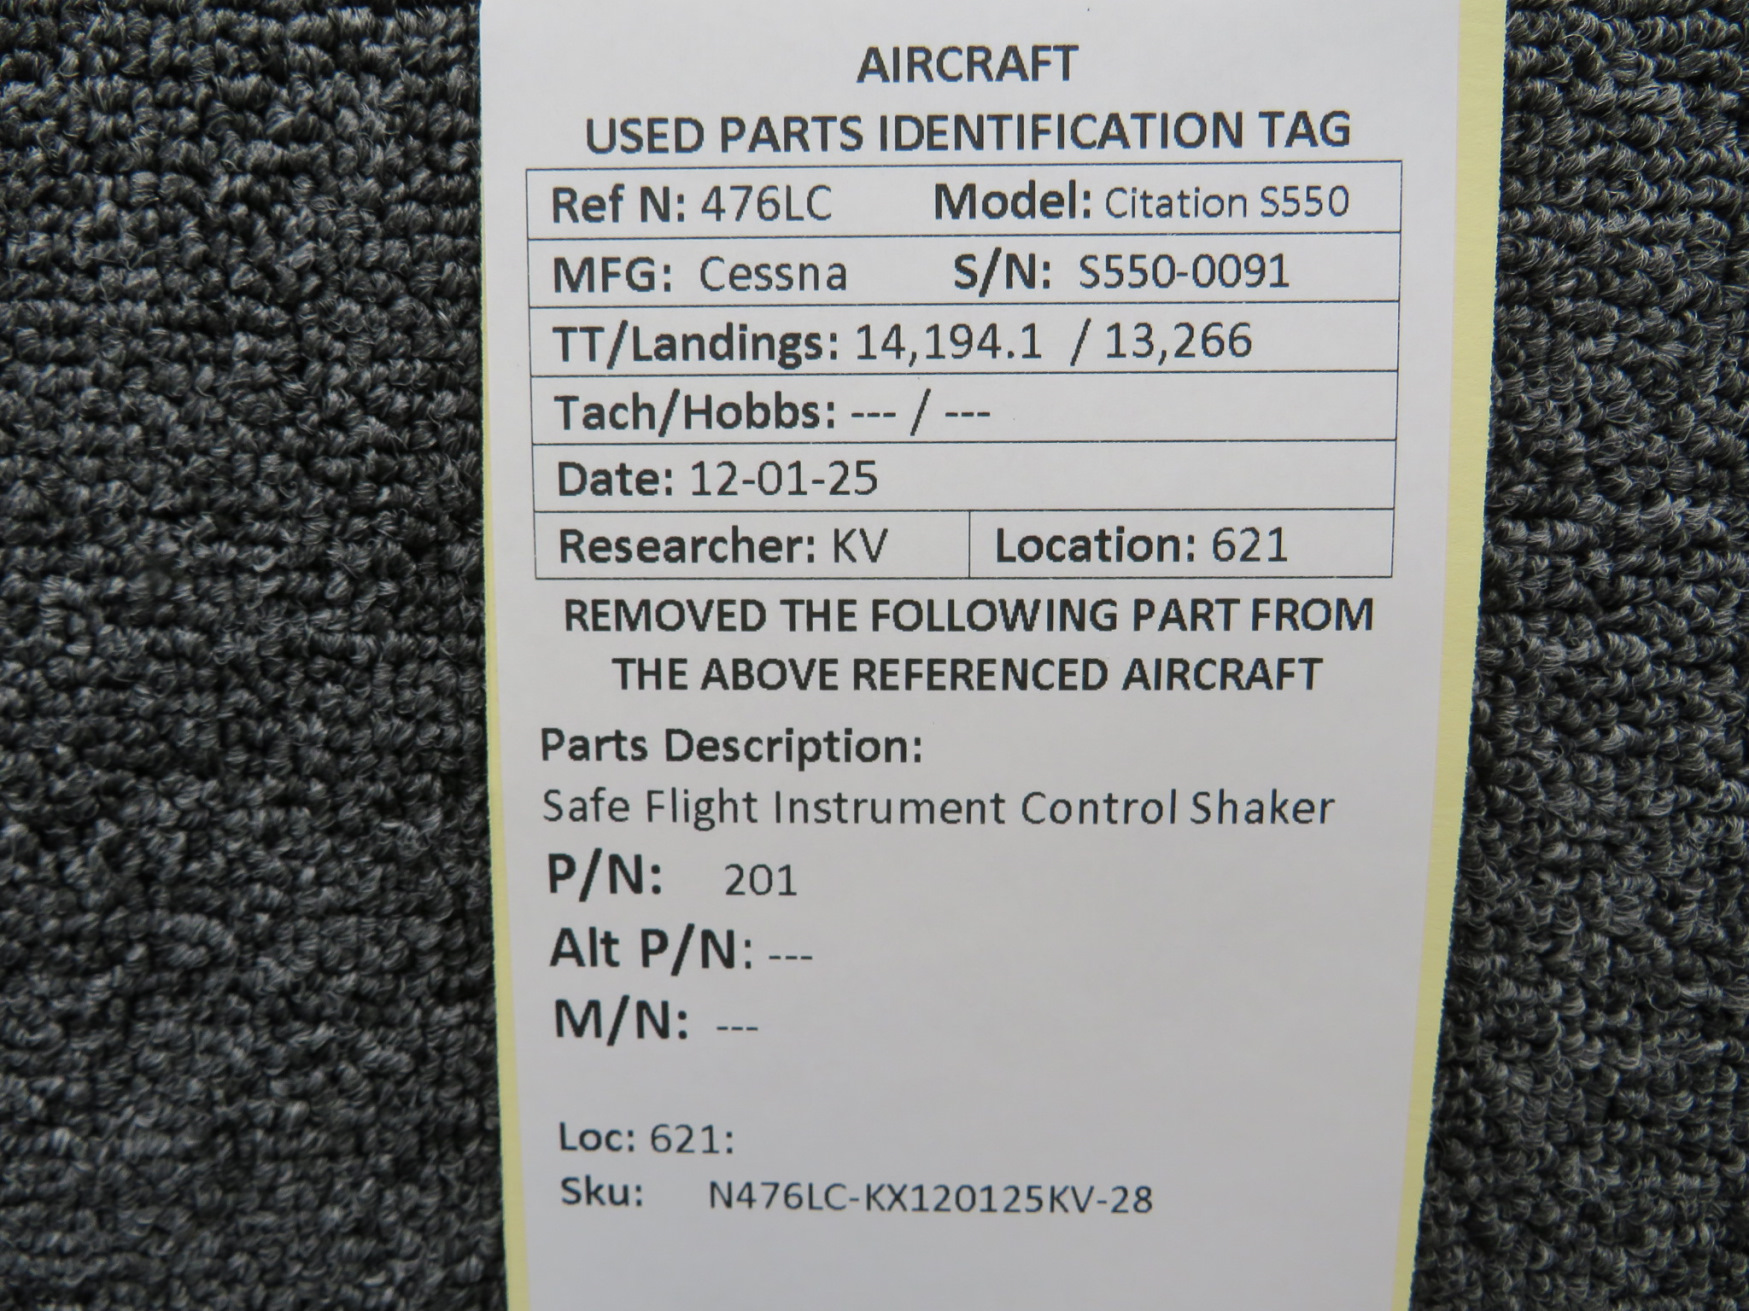 AIRCRAFT
USED PARTS IDENTIFICATION TAG
Ref N: 476LC Model: Citation S550
MFG: Cessna S/N: S550-0091
TT/Landings: 14,194.1 / 13,266
Tach/Hobbs: --- / ---
Date: 12-01-25
Researcher: KV Location: 621
REMOVED THE FOLLOWING PART FROM
THE ABOVE REFERENCED AIRCRAFT
Parts Description:
Safe Flight Instrument Control Shaker
P/N: 201
Alt P/N: ---
M/N: ---
Loc: 621:
Sku: N476LC-KX120125KV-28